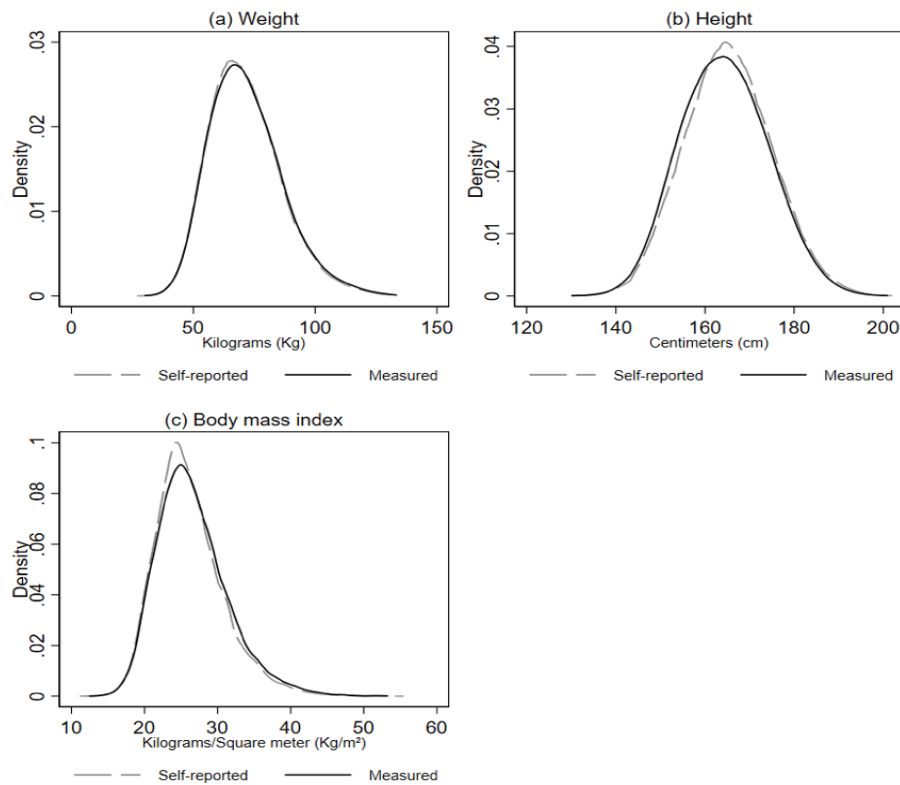 (a) Weight
Density
0 .01 .02 .03
0 50 100 150
Kilograms (Kg)
Self-reported Measured
(b) Height
Density
0 .01 .02 .03 .04
120 140 160 180 200
Centimeters (cm)
Self-reported Measured
(c) Body mass index
Density
0 .02 .04 .06 .08 .1
10 20 30 40 50 60
Kilograms/Square meter (Kg/m²)
Self-reported Measured